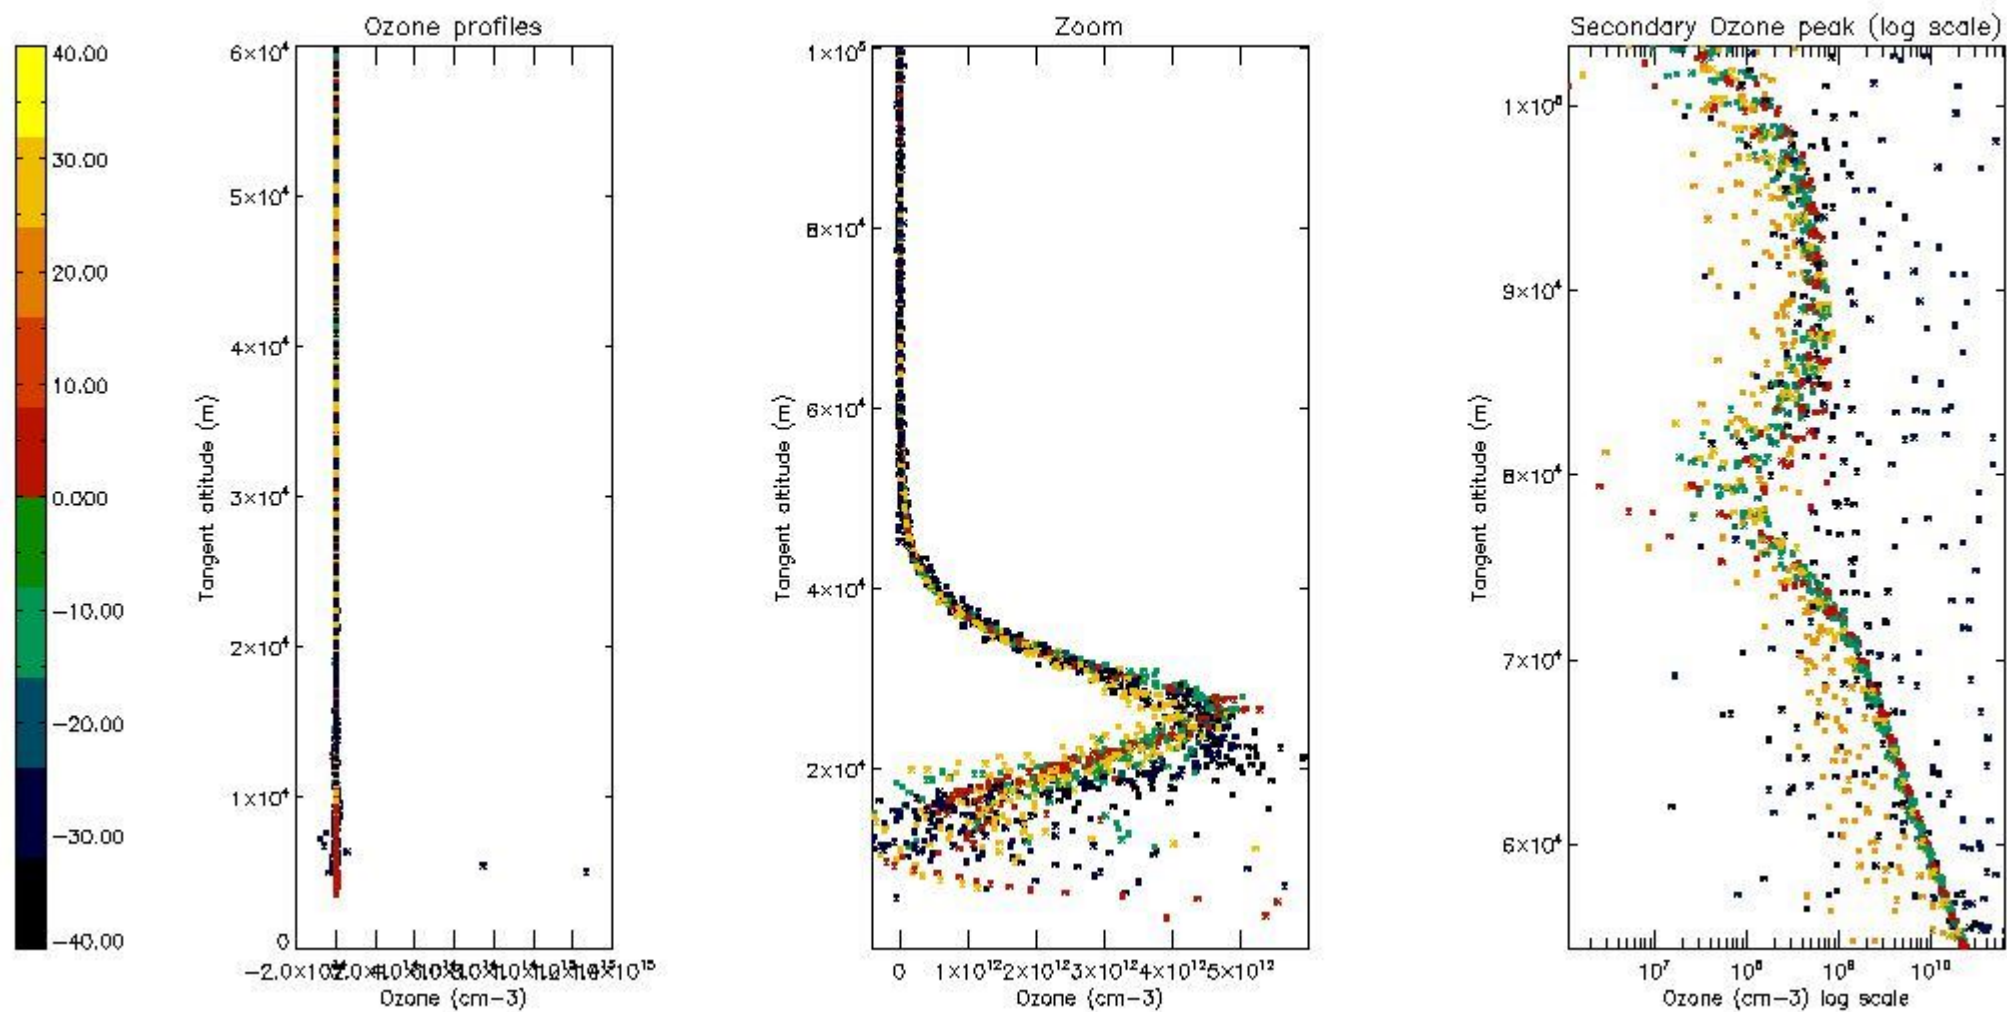 Ozone profiles
Zoom
Secondary Ozone peak (log scale)
40.00
30.00
20.00
10.00
0.000
−10.00
−20.00
−30.00
−40.00
6×10⁴
5×10⁴
4×10⁴
3×10⁴
2×10⁴
1×10⁴
0
Tangent altitude (m)
Ozone (cm−3)
1×10⁵
8×10⁴
6×10⁴
4×10⁴
2×10⁴
Tangent altitude (m)
0 1×10¹² 2×10¹² 3×10¹² 4×10¹² 5×10¹²
Ozone (cm−3)
1×10⁵
9×10⁴
8×10⁴
7×10⁴
6×10⁴
Tangent altitude (m)
10⁷ 10⁸ 10⁹ 10¹⁰
Ozone (cm−3) log scale